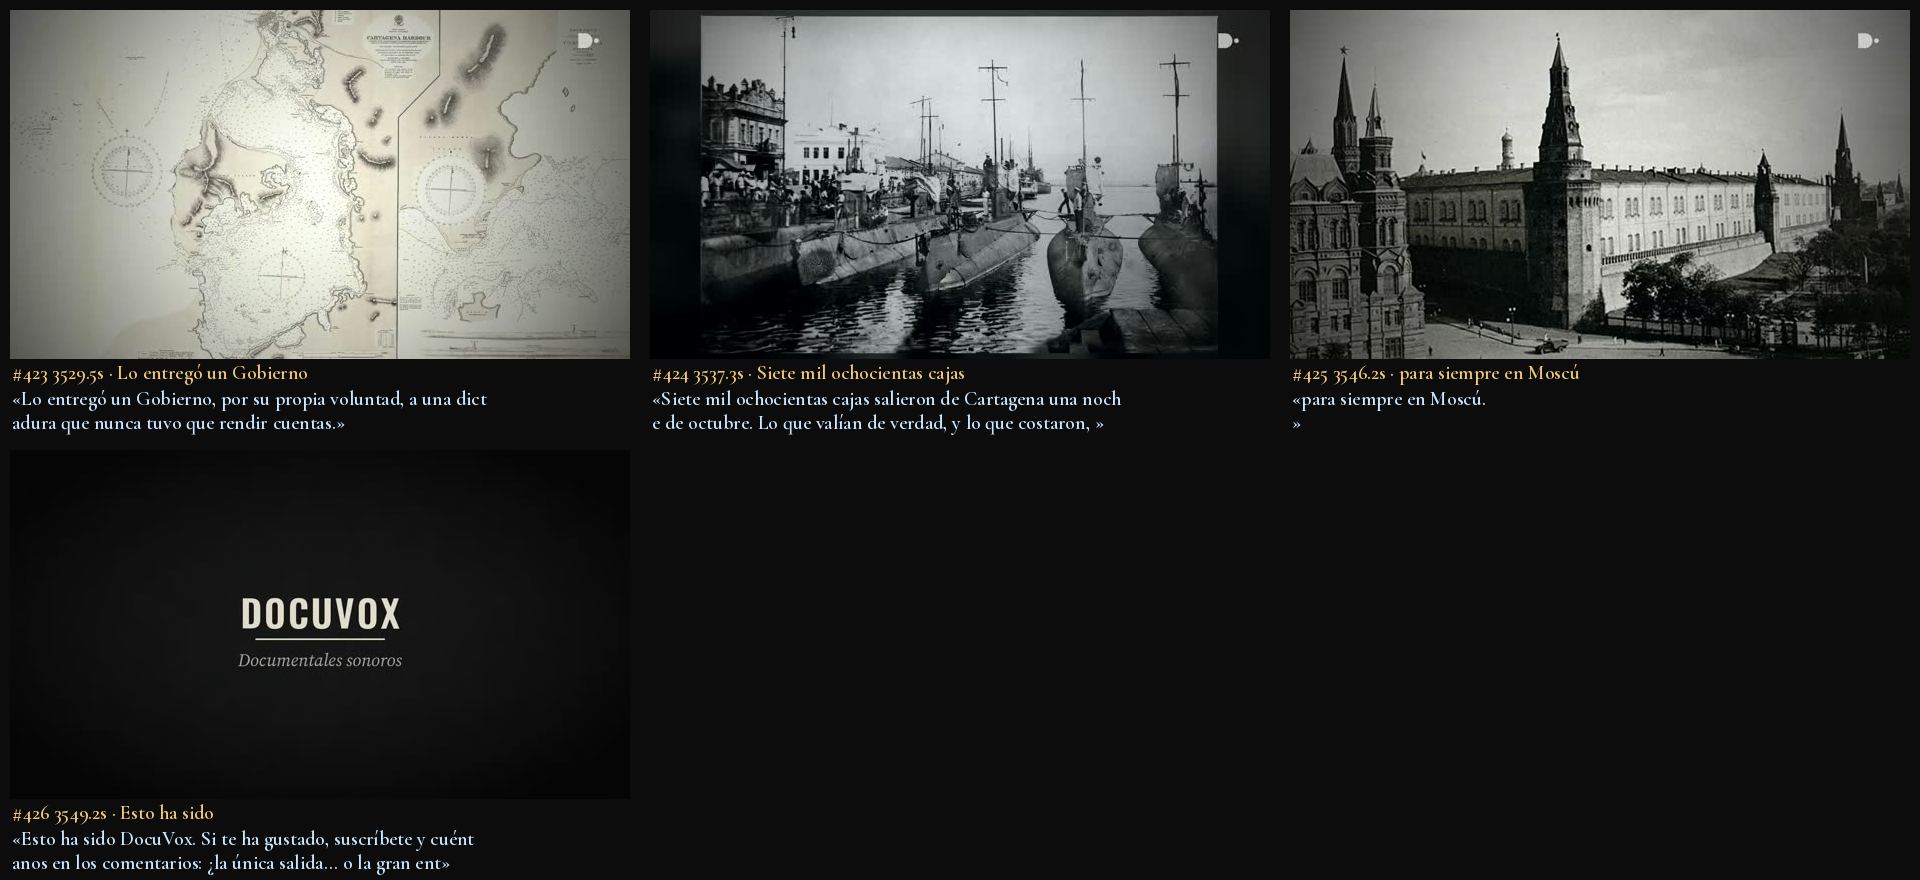 CARTAGENA HARBOUR
D
D
D
#423 3529.5s · Lo entregó un Gobierno
«Lo entregó un Gobierno, por su propia voluntad, a una dict
adura que nunca tuvo que rendir cuentas.»
#424 3537.3s · Siete mil ochocientas cajas
«Siete mil ochocientas cajas salieron de Cartagena una noch
e de octubre. Lo que valían de verdad, y lo que costaron, »
#425 3546.2s · para siempre en Moscú
«para siempre en Moscú.
»
DOCUVOX
Documentales sonoros
#426 3549.2s · Esto ha sido
«Esto ha sido DocuVox. Si te ha gustado, suscríbete y cuént
anos en los comentarios: ¿la única salida... o la gran ent»